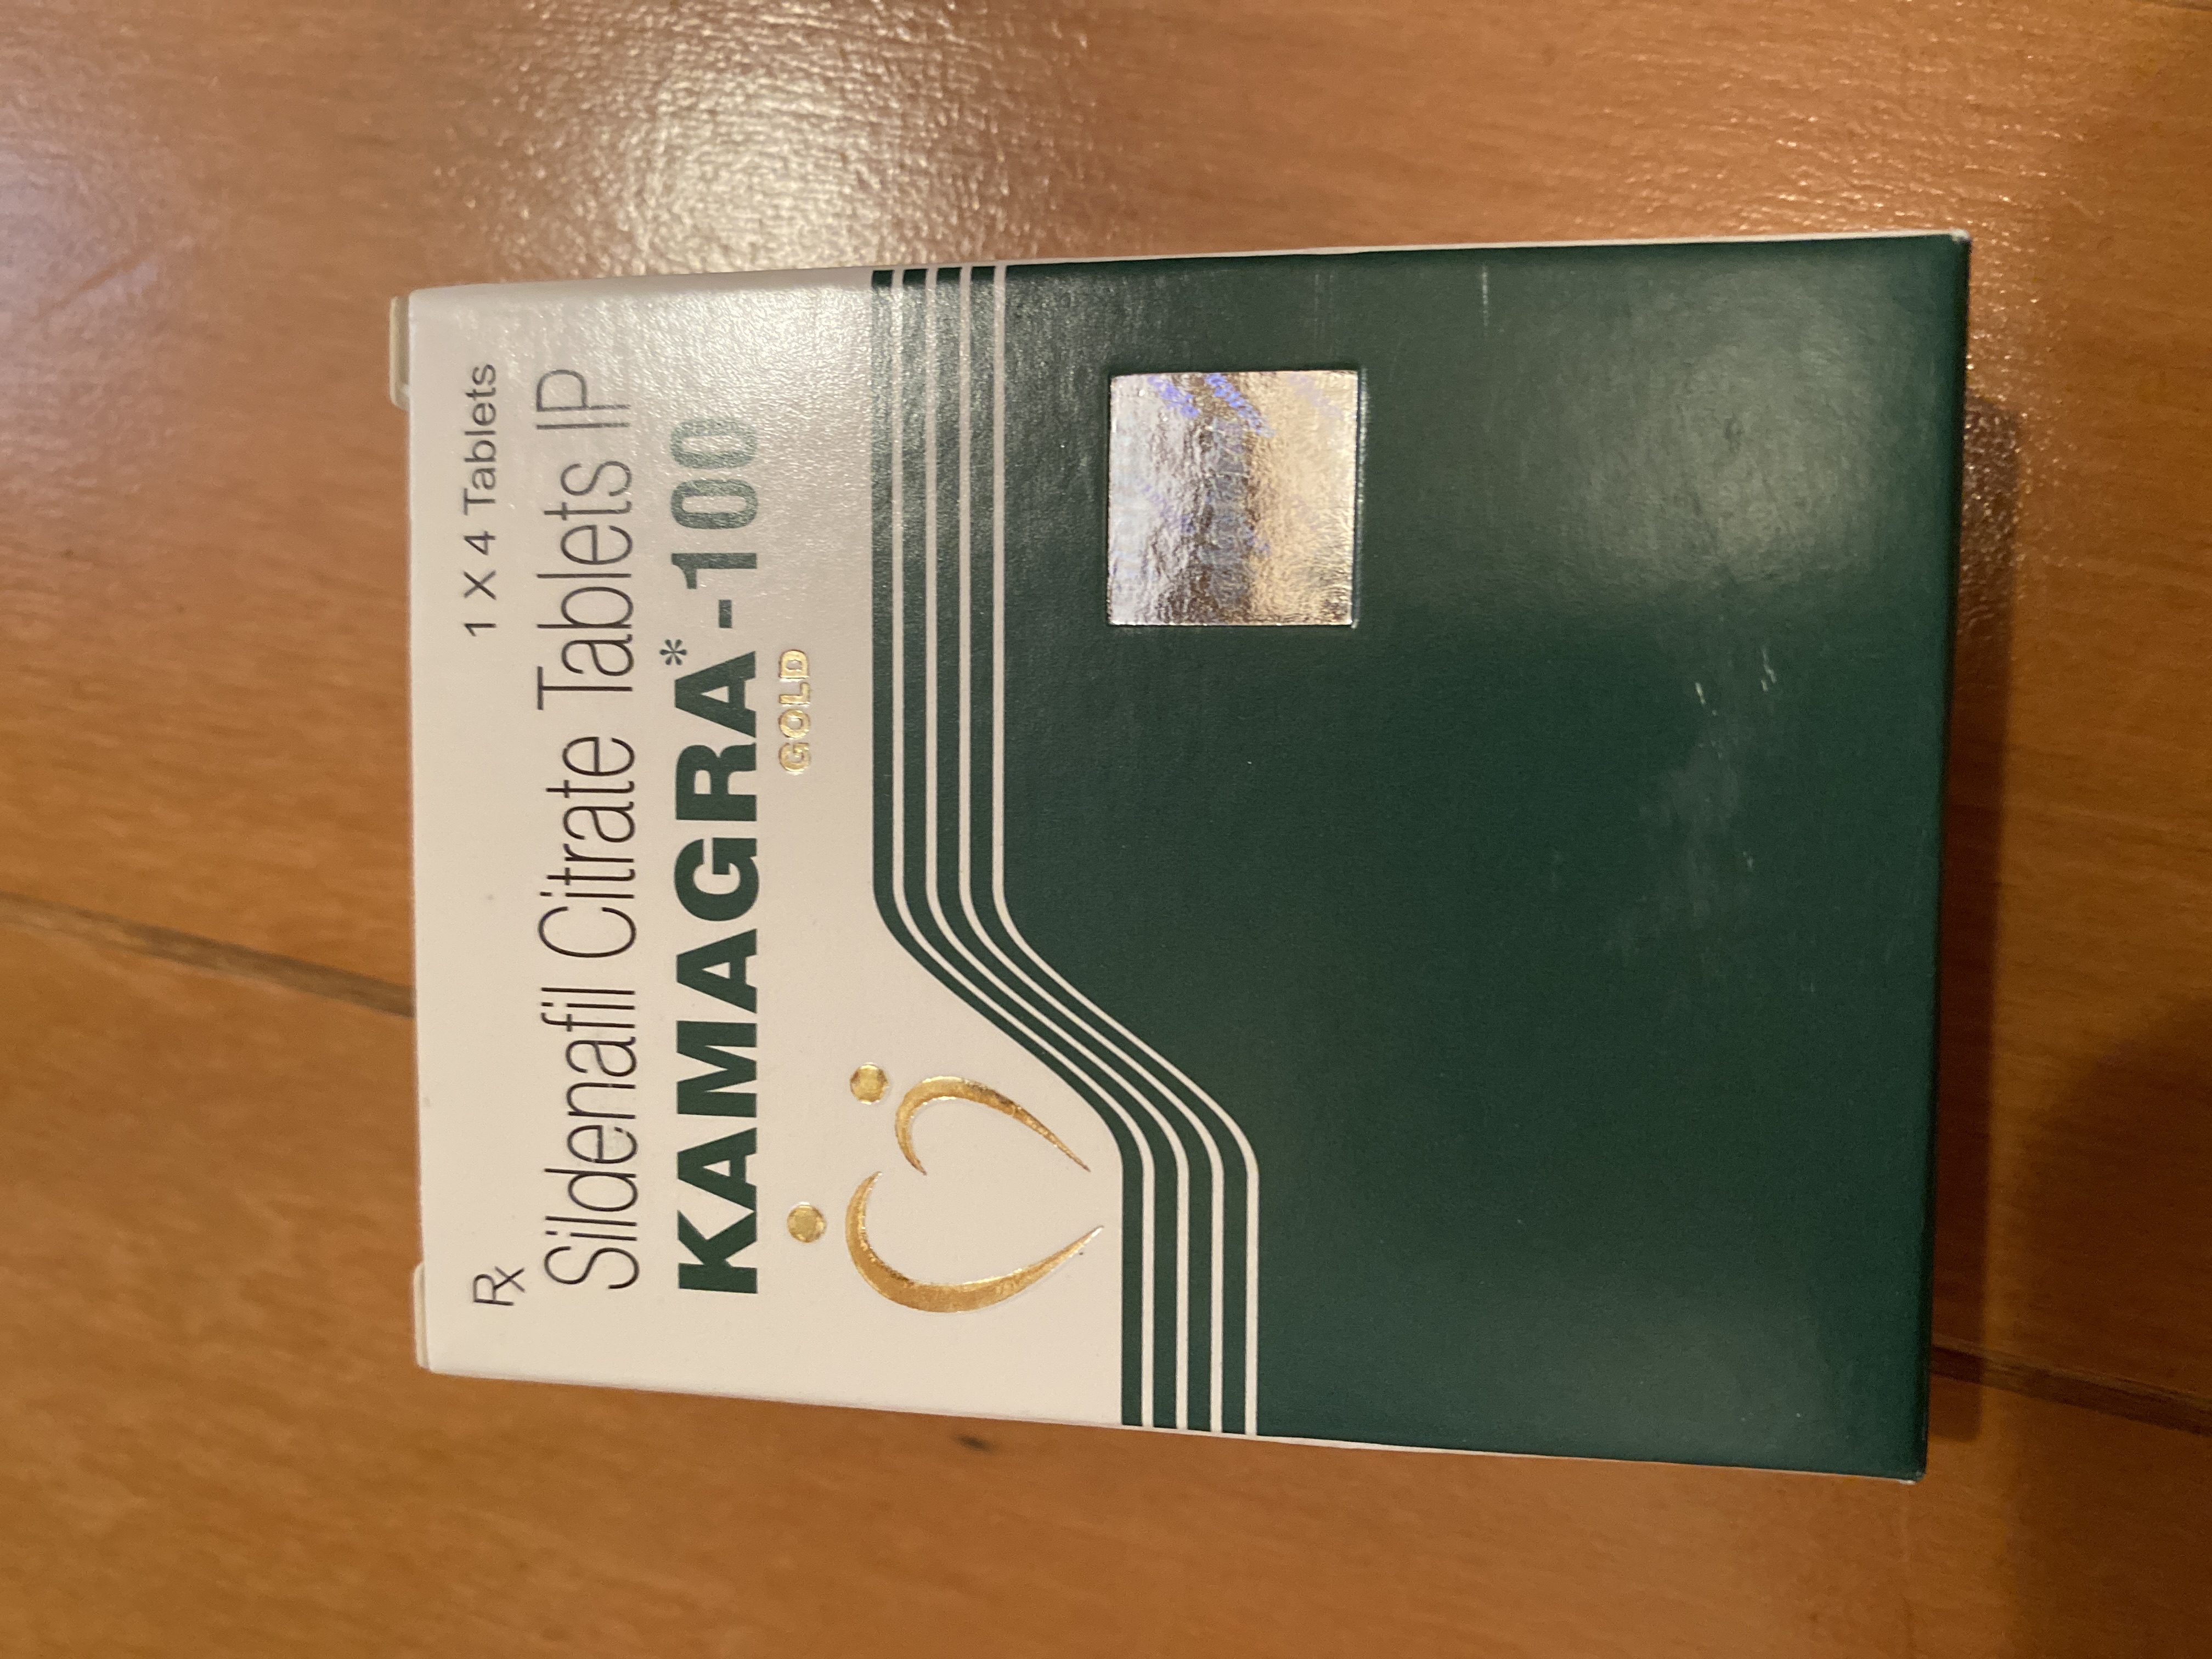 Rx 1 X 4 Tablets
Sildenafil Citrate Tablets IP
KAMAGRA*-100
GOLD